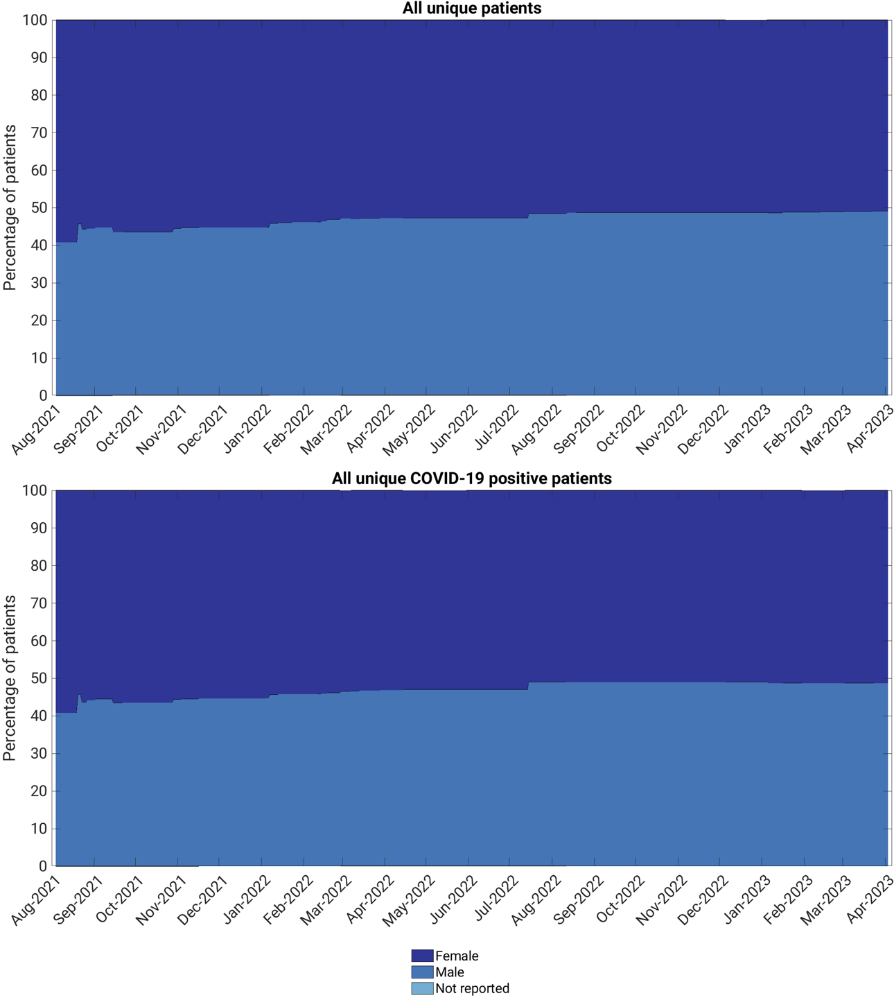 All unique patients
Percentage of patients
100
90
80
70
60
50
40
30
20
10
0
Aug-2021
Sep-2021
Oct-2021
Nov-2021
Dec-2021
Jan-2022
Feb-2022
Mar-2022
Apr-2022
May-2022
Jun-2022
Jul-2022
Aug-2022
Sep-2022
Oct-2022
Nov-2022
Dec-2022
Jan-2023
Feb-2023
Mar-2023
Apr-2023
All unique COVID-19 positive patients
Percentage of patients
100
90
80
70
60
50
40
30
20
10
0
Aug-2021
Sep-2021
Oct-2021
Nov-2021
Dec-2021
Jan-2022
Feb-2022
Mar-2022
Apr-2022
May-2022
Jun-2022
Jul-2022
Aug-2022
Sep-2022
Oct-2022
Nov-2022
Dec-2022
Jan-2023
Feb-2023
Mar-2023
Apr-2023
Female
Male
Not reported